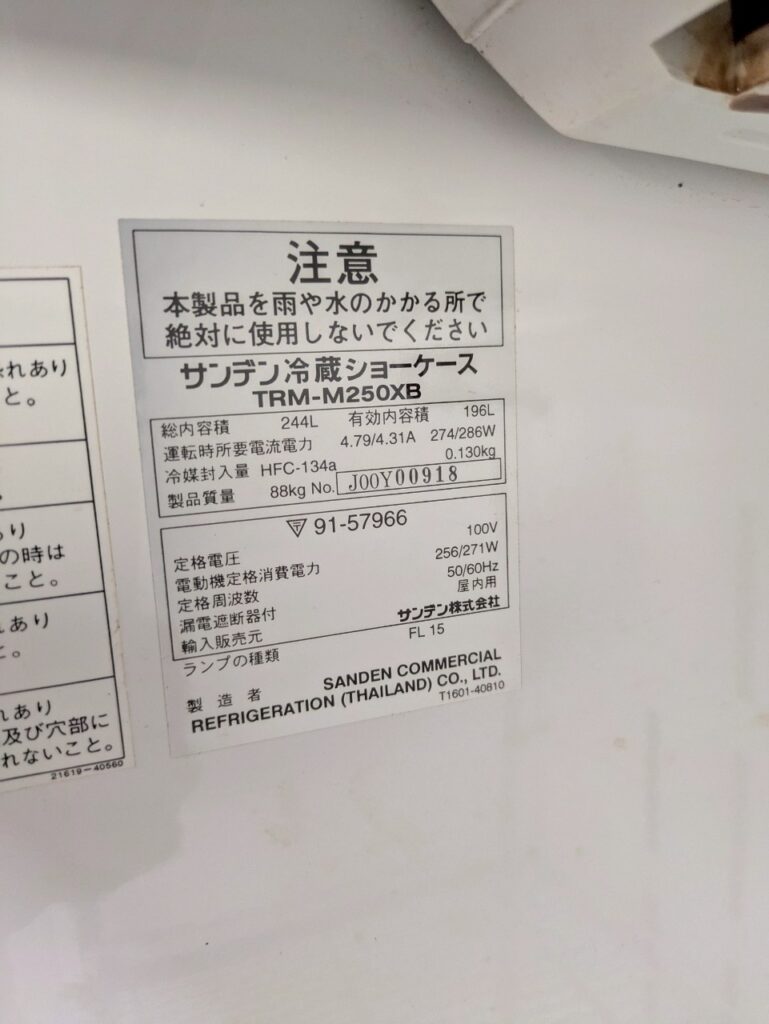 注意
本製品を雨や水のかかる所で
絶対に使用しないでください
サンデン冷蔵ショーケース
TRM-M250XB
総内容積 244L 有効内容積 196L
運転時所要電流電力 4.79/4.31A 274/286W
冷媒封入量 HFC-134a 0.130kg
製品質量 88kg No. J00Y00918
91-57966
定格電圧 100V
電動機定格消費電力 256/271W
定格周波数 50/60Hz
漏電遮断器付 屋内用
輸入販売元 サンデン株式会社
ランプの種類 FL 15
製造者 SANDEN COMMERCIAL
REFRIGERATION (THAILAND) CO., LTD.
T1601-40810
れあり
と。
り
の時は
こと。
あり
と。
れあり
及び穴部に
れないこと。
21619-40560